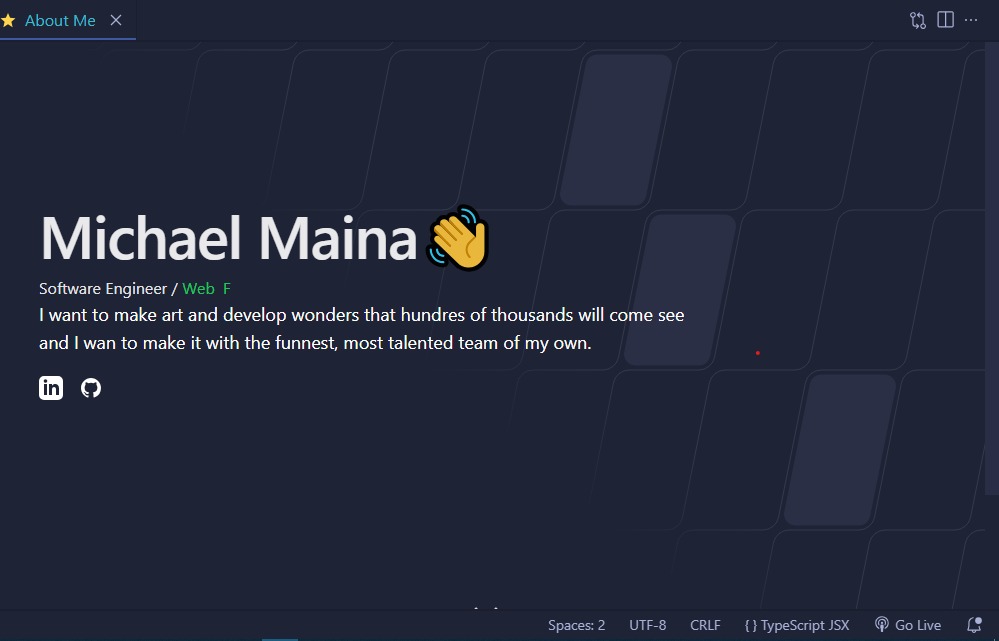 About Me
Michael Maina
Software Engineer / Web F
I want to make art and develop wonders that hundres of thousands will come see
and I wan to make it with the funnest, most talented team of my own.
in
Spaces: 2 UTF-8 CRLF { } TypeScript JSX Go Live